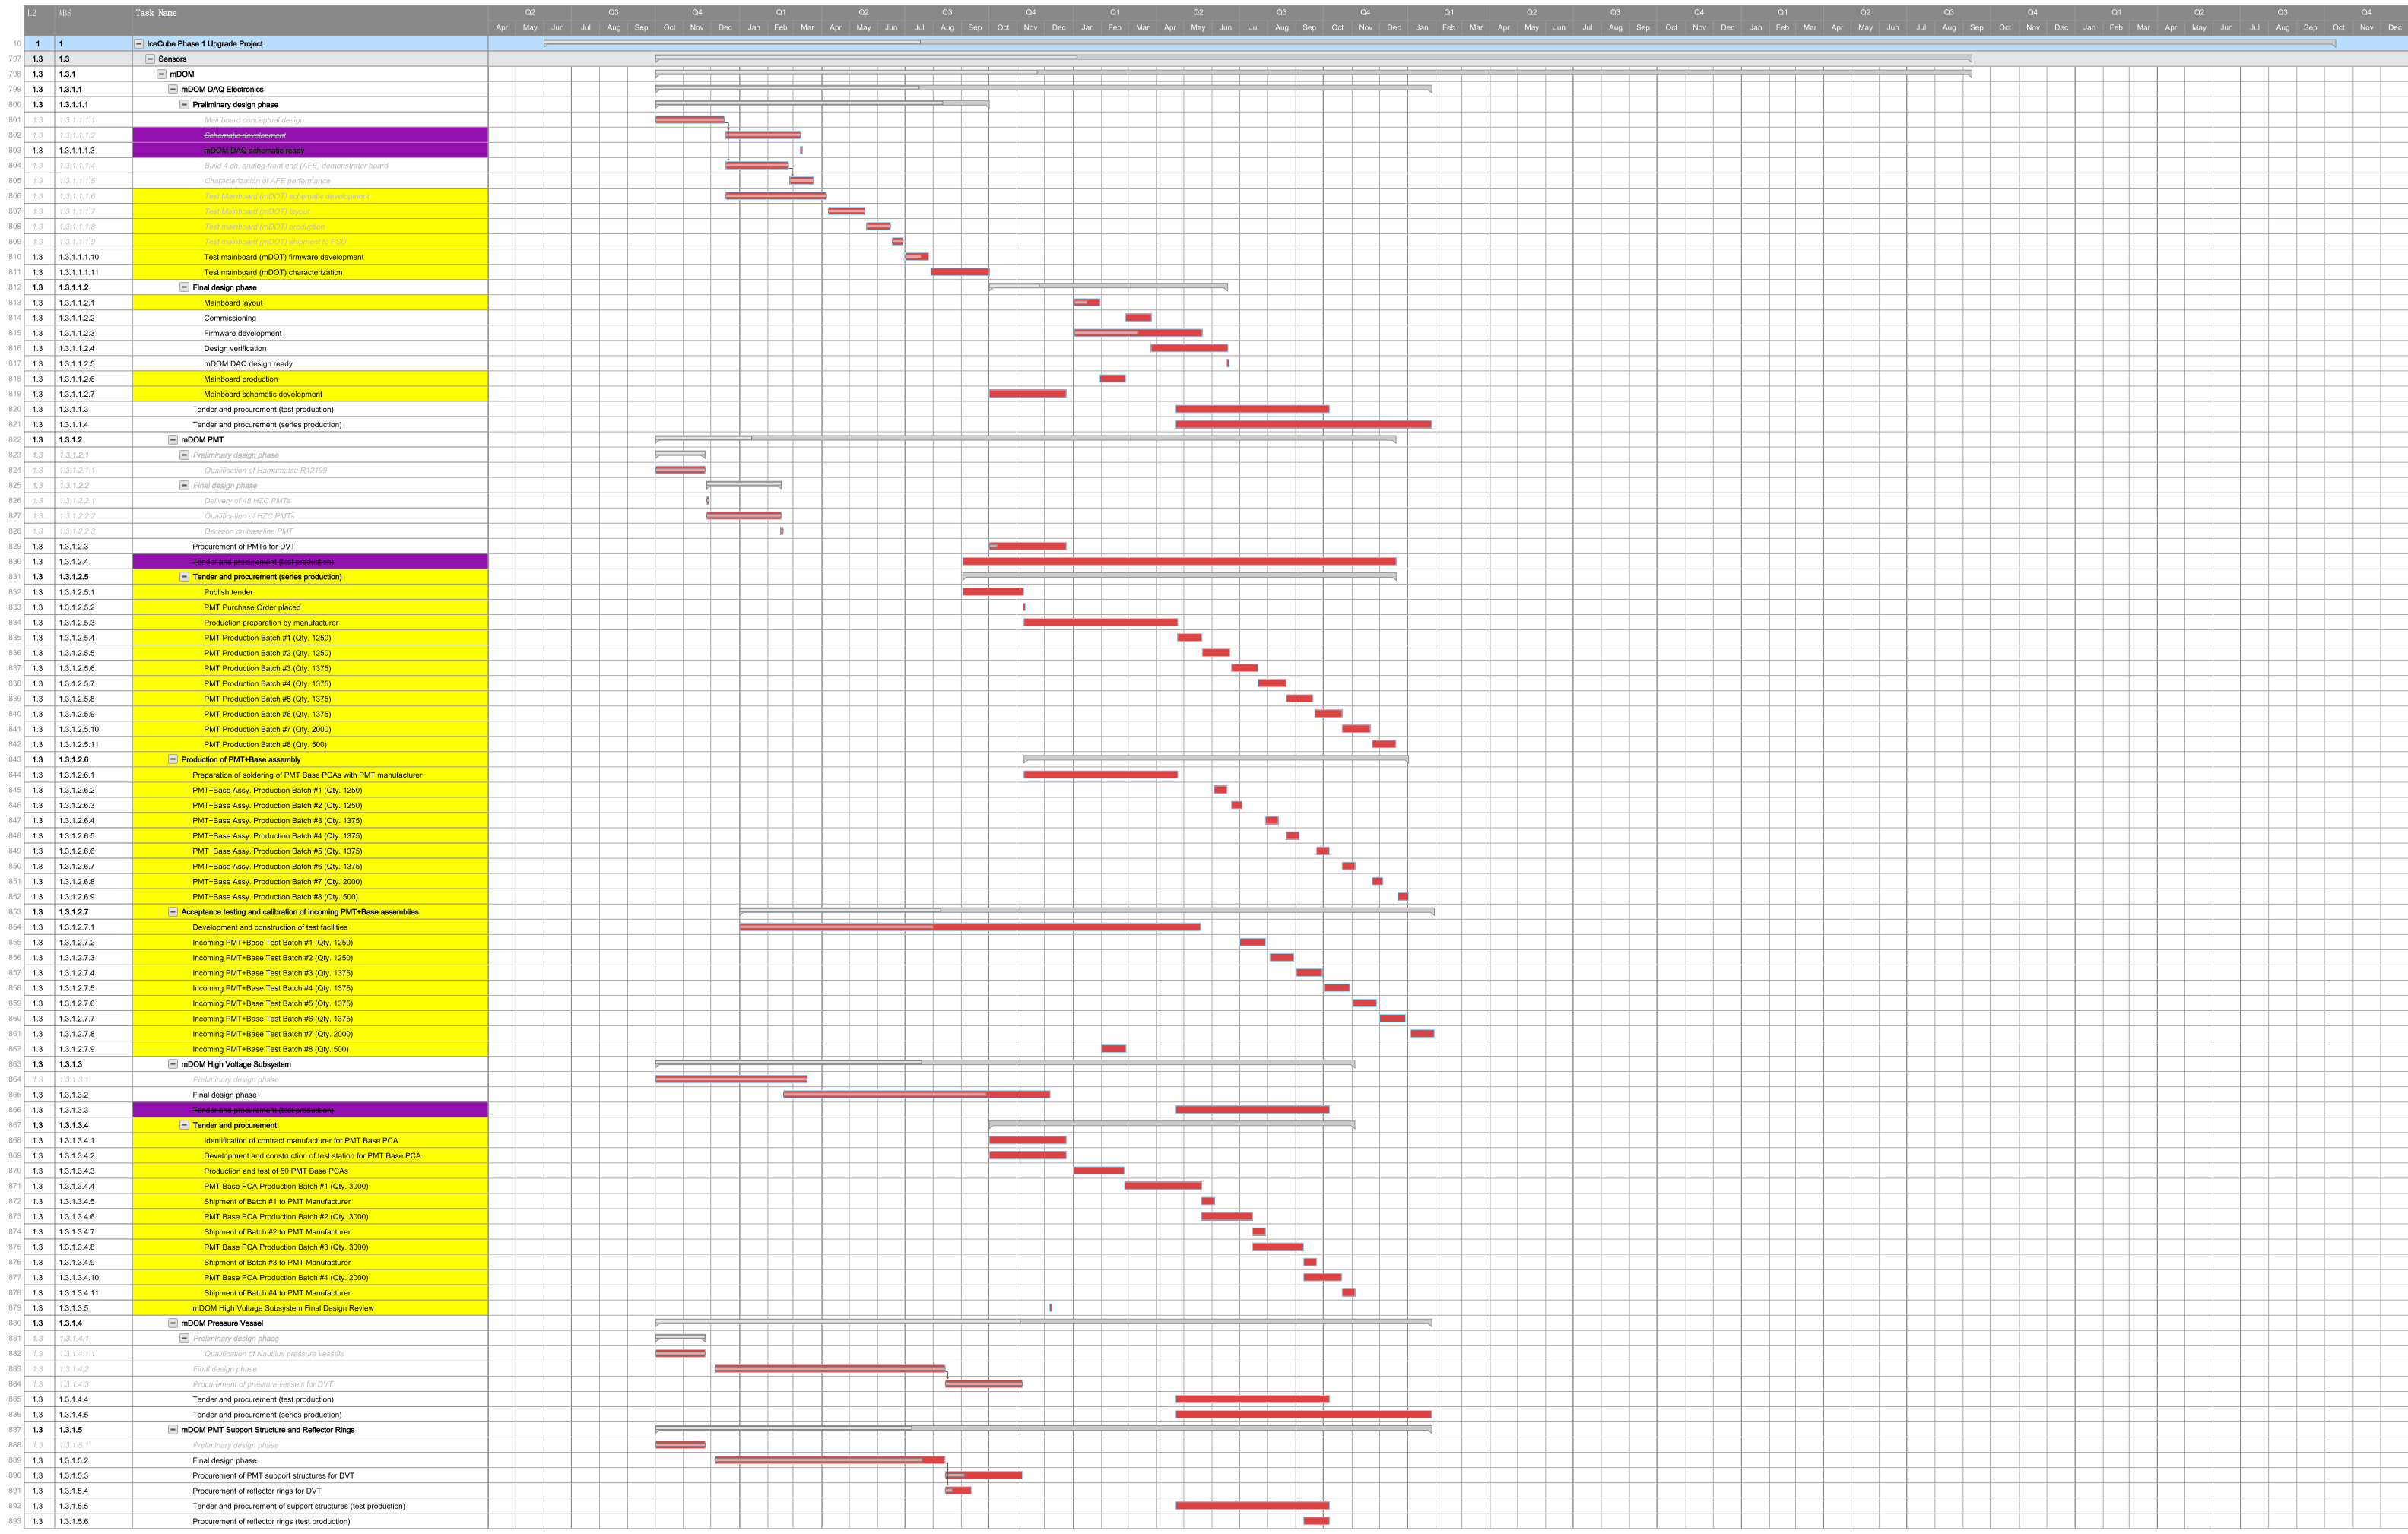 L2 WBS Task Name Q2 Q3 Q4 Q1 Q2 Q3 Q4 Q1 Q2 Q3 Q4 Q1 Q2 Q3 Q4 Q1 Q2 Q3 Q4 Q1 Q2 Q3 Q4
Apr May Jun Jul Aug Sep Oct Nov Dec Jan Feb Mar Apr May Jun Jul Aug Sep Oct Nov Dec Jan Feb Mar Apr May Jun Jul Aug Sep Oct Nov Dec Jan Feb Mar Apr May Jun Jul Aug Sep Oct Nov Dec Jan Feb Mar Apr May Jun Jul Aug Sep Oct Nov Dec Jan Feb Mar Apr May Jun Jul Aug Sep Oct Nov Dec
10 1 1 IceCube Phase 1 Upgrade Project
797 1.3 1.3 Sensors
798 1.3 1.3.1 mDOM
799 1.3 1.3.1.1 mDOM DAQ Electronics
800 1.3 1.3.1.1.1 Preliminary design phase
801 1.3 1.3.1.1.1.1 Mainboard conceptual design
802 1.3 1.3.1.1.1.2 Schematic development
803 1.3 1.3.1.1.1.3 mDOM DAQ schematic ready
804 1.3 1.3.1.1.1.4 Build 4 ch. analog-front end (AFE) demonstrator board
805 1.3 1.3.1.1.1.5 Characterization of AFE performance
806 1.3 1.3.1.1.1.6 Test Mainboard (mDOT) schematic development
807 1.3 1.3.1.1.1.7 Test Mainboard (mDOT) layout
808 1.3 1.3.1.1.1.8 Test mainboard (mDOT) production
809 1.3 1.3.1.1.1.9 Test mainboard (mDOT) shipment to PSU
810 1.3 1.3.1.1.1.10 Test mainboard (mDOT) firmware development
811 1.3 1.3.1.1.1.11 Test mainboard (mDOT) characterization
812 1.3 1.3.1.1.2 Final design phase
813 1.3 1.3.1.1.2.1 Mainboard layout
814 1.3 1.3.1.1.2.2 Commissioning
815 1.3 1.3.1.1.2.3 Firmware development
816 1.3 1.3.1.1.2.4 Design verification
817 1.3 1.3.1.1.2.5 mDOM DAQ design ready
818 1.3 1.3.1.1.2.6 Mainboard production
819 1.3 1.3.1.1.2.7 Mainboard schematic development
820 1.3 1.3.1.1.3 Tender and procurement (test production)
821 1.3 1.3.1.1.4 Tender and procurement (series production)
822 1.3 1.3.1.2 mDOM PMT
823 1.3 1.3.1.2.1 Preliminary design phase
824 1.3 1.3.1.2.1.1 Qualification of Hamamatsu R12199
825 1.3 1.3.1.2.2 Final design phase
826 1.3 1.3.1.2.2.1 Delivery of 48 HZC PMTs
827 1.3 1.3.1.2.2.2 Qualification of HZC PMTs
828 1.3 1.3.1.2.2.3 Decision on baseline PMT
829 1.3 1.3.1.2.3 Procurement of PMTs for DVT
830 1.3 1.3.1.2.4 Tender and procurement (test production)
831 1.3 1.3.1.2.5 Tender and procurement (series production)
832 1.3 1.3.1.2.5.1 Publish tender
833 1.3 1.3.1.2.5.2 PMT Purchase Order placed
834 1.3 1.3.1.2.5.3 Production preparation by manufacturer
835 1.3 1.3.1.2.5.4 PMT Production Batch #1 (Qty. 1250)
836 1.3 1.3.1.2.5.5 PMT Production Batch #2 (Qty. 1250)
837 1.3 1.3.1.2.5.6 PMT Production Batch #3 (Qty. 1375)
838 1.3 1.3.1.2.5.7 PMT Production Batch #4 (Qty. 1375)
839 1.3 1.3.1.2.5.8 PMT Production Batch #5 (Qty. 1375)
840 1.3 1.3.1.2.5.9 PMT Production Batch #6 (Qty. 1375)
841 1.3 1.3.1.2.5.10 PMT Production Batch #7 (Qty. 2000)
842 1.3 1.3.1.2.5.11 PMT Production Batch #8 (Qty. 500)
843 1.3 1.3.1.2.6 Production of PMT+Base assembly
844 1.3 1.3.1.2.6.1 Preparation of soldering of PMT Base PCAs with PMT manufacturer
845 1.3 1.3.1.2.6.2 PMT+Base Assy. Production Batch #1 (Qty. 1250)
846 1.3 1.3.1.2.6.3 PMT+Base Assy. Production Batch #2 (Qty. 1250)
847 1.3 1.3.1.2.6.4 PMT+Base Assy. Production Batch #3 (Qty. 1375)
848 1.3 1.3.1.2.6.5 PMT+Base Assy. Production Batch #4 (Qty. 1375)
849 1.3 1.3.1.2.6.6 PMT+Base Assy. Production Batch #5 (Qty. 1375)
850 1.3 1.3.1.2.6.7 PMT+Base Assy. Production Batch #6 (Qty. 1375)
851 1.3 1.3.1.2.6.8 PMT+Base Assy. Production Batch #7 (Qty. 2000)
852 1.3 1.3.1.2.6.9 PMT+Base Assy. Production Batch #8 (Qty. 500)
853 1.3 1.3.1.2.7 Acceptance testing and calibration of incoming PMT+Base assemblies
854 1.3 1.3.1.2.7.1 Development and construction of test facilities
855 1.3 1.3.1.2.7.2 Incoming PMT+Base Test Batch #1 (Qty. 1250)
856 1.3 1.3.1.2.7.3 Incoming PMT+Base Test Batch #2 (Qty. 1250)
857 1.3 1.3.1.2.7.4 Incoming PMT+Base Test Batch #3 (Qty. 1375)
858 1.3 1.3.1.2.7.5 Incoming PMT+Base Test Batch #4 (Qty. 1375)
859 1.3 1.3.1.2.7.6 Incoming PMT+Base Test Batch #5 (Qty. 1375)
860 1.3 1.3.1.2.7.7 Incoming PMT+Base Test Batch #6 (Qty. 1375)
861 1.3 1.3.1.2.7.8 Incoming PMT+Base Test Batch #7 (Qty. 2000)
862 1.3 1.3.1.2.7.9 Incoming PMT+Base Test Batch #8 (Qty. 500)
863 1.3 1.3.1.3 mDOM High Voltage Subsystem
864 1.3 1.3.1.3.1 Preliminary design phase
865 1.3 1.3.1.3.2 Final design phase
866 1.3 1.3.1.3.3 Tender and procurement (test production)
867 1.3 1.3.1.3.4 Tender and procurement
868 1.3 1.3.1.3.4.1 Identification of contract manufacturer for PMT Base PCA
869 1.3 1.3.1.3.4.2 Development and construction of test station for PMT Base PCA
870 1.3 1.3.1.3.4.3 Production and test of 50 PMT Base PCAs
871 1.3 1.3.1.3.4.4 PMT Base PCA Production Batch #1 (Qty. 3000)
872 1.3 1.3.1.3.4.5 Shipment of Batch #1 to PMT Manufacturer
873 1.3 1.3.1.3.4.6 PMT Base PCA Production Batch #2 (Qty. 3000)
874 1.3 1.3.1.3.4.7 Shipment of Batch #2 to PMT Manufacturer
875 1.3 1.3.1.3.4.8 PMT Base PCA Production Batch #3 (Qty. 3000)
876 1.3 1.3.1.3.4.9 Shipment of Batch #3 to PMT Manufacturer
877 1.3 1.3.1.3.4.10 PMT Base PCA Production Batch #4 (Qty. 2000)
878 1.3 1.3.1.3.4.11 Shipment of Batch #4 to PMT Manufacturer
879 1.3 1.3.1.3.5 mDOM High Voltage Subsystem Final Design Review
880 1.3 1.3.1.4 mDOM Pressure Vessel
881 1.3 1.3.1.4.1 Preliminary design phase
882 1.3 1.3.1.4.1.1 Qualification of Nautilus pressure vessels
883 1.3 1.3.1.4.2 Final design phase
884 1.3 1.3.1.4.3 Procurement of pressure vessels for DVT
885 1.3 1.3.1.4.4 Tender and procurement (test production)
886 1.3 1.3.1.4.5 Tender and procurement (series production)
887 1.3 1.3.1.5 mDOM PMT Support Structure and Reflector Rings
888 1.3 1.3.1.5.1 Preliminary design phase
889 1.3 1.3.1.5.2 Final design phase
890 1.3 1.3.1.5.3 Procurement of PMT support structures for DVT
891 1.3 1.3.1.5.4 Procurement of reflector rings for DVT
892 1.3 1.3.1.5.5 Tender and procurement of support structures (test production)
893 1.3 1.3.1.5.6 Procurement of reflector rings (test production)